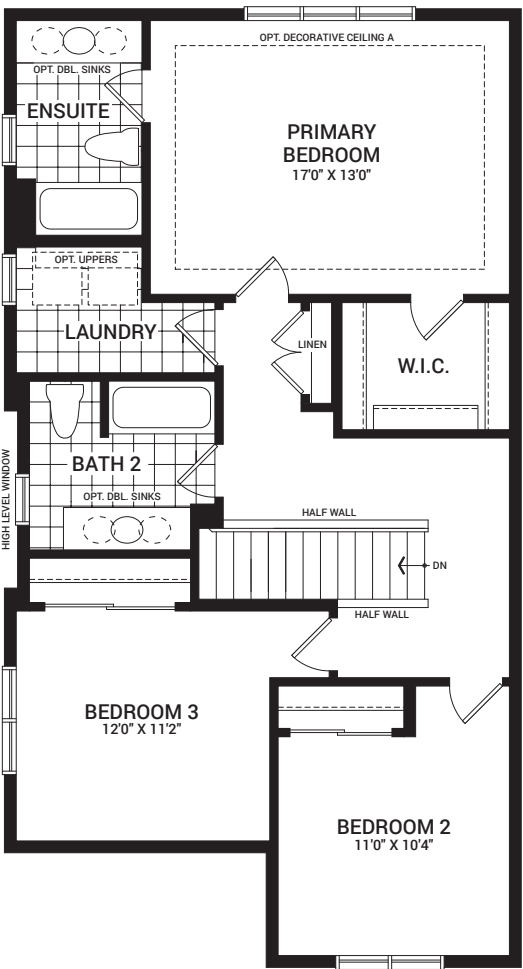 OPT. DECORATIVE CEILING A
OPT. DBL. SINKS
ENSUITE
PRIMARY
BEDROOM
17'0" X 13'0"
OPT. UPPERS
LAUNDRY
LINEN
W.I.C.
BATH 2
OPT. DBL. SINKS
HIGH LEVEL WINDOW
HALF WALL
DN
HALF WALL
BEDROOM 3
12'0" X 11'2"
BEDROOM 2
11'0" X 10'4"